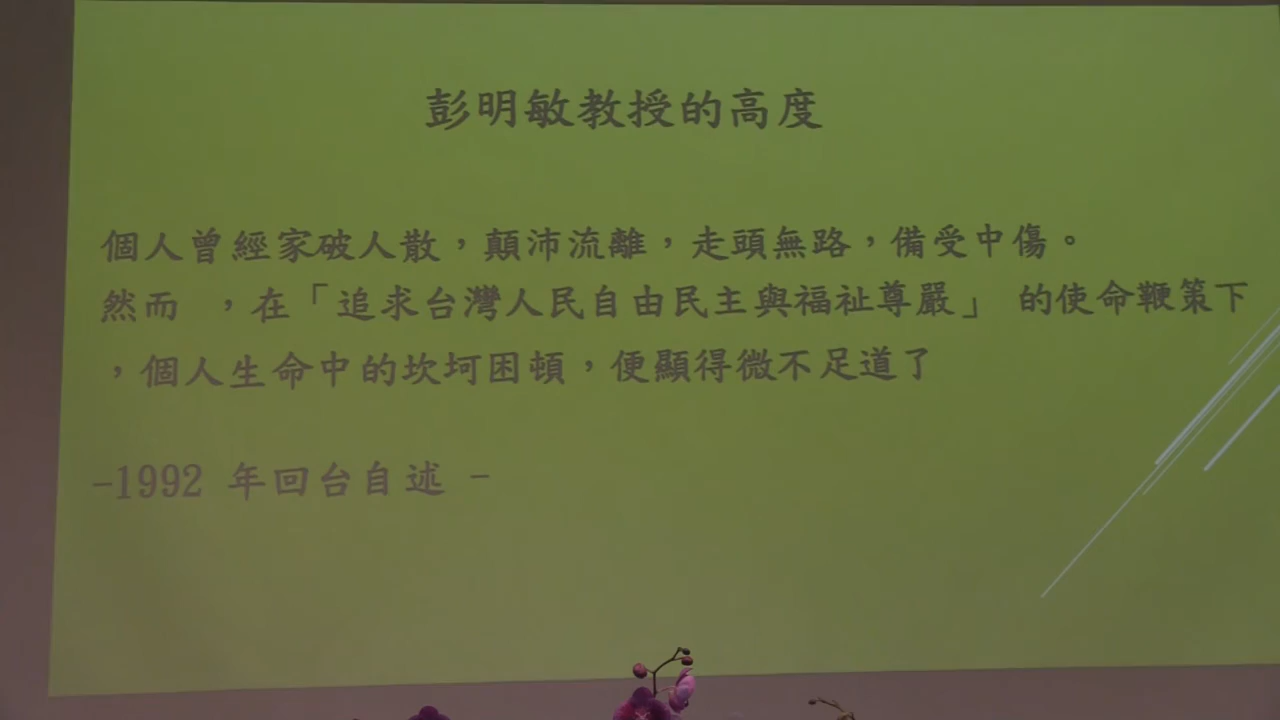 彭明敏教授的高度
個人曾經家破人散，顛沛流離，走頭無路，備受中傷。
然而 ，在「追求台灣人民自由民主與福祉尊嚴」 的使命鞭策下
，個人生命中的坎坷困頓，便顯得微不足道了
-1992 年回台自述 -